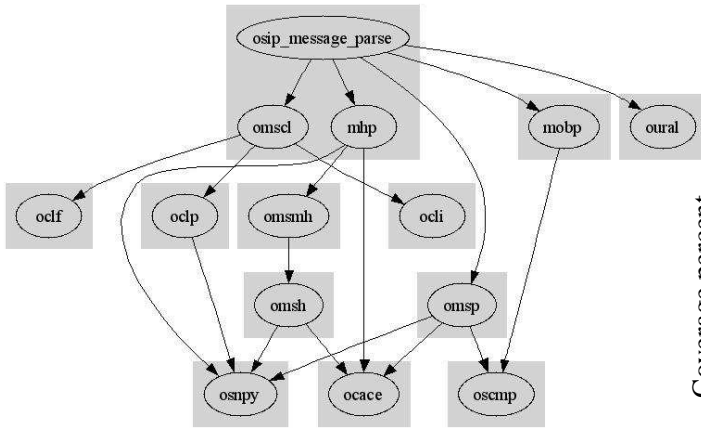 osip_message_parse
omscl
mhp
mobp
oural
oclf
oclp
omsmh
ocli
omsh
omsp
osnpy
ocace
oscmp
Coverage percent